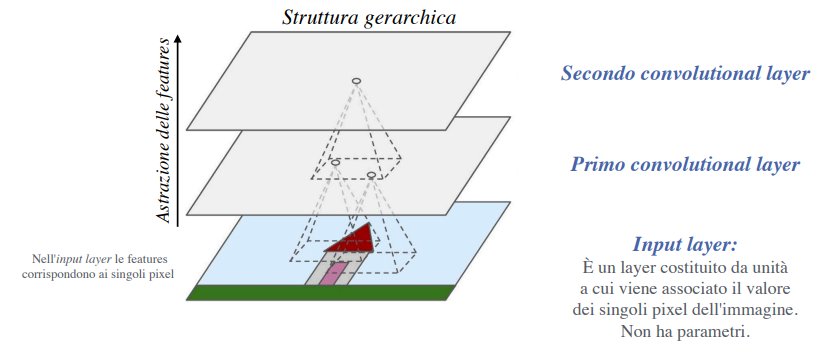 Struttura gerarchica
Astrazione delle features
Secondo convolutional layer
Primo convolutional layer
Nell'input layer le features
corrispondono ai singoli pixel
Input layer:
È un layer costituito da unità
a cui viene associato il valore
dei singoli pixel dell'immagine.
Non ha parametri.